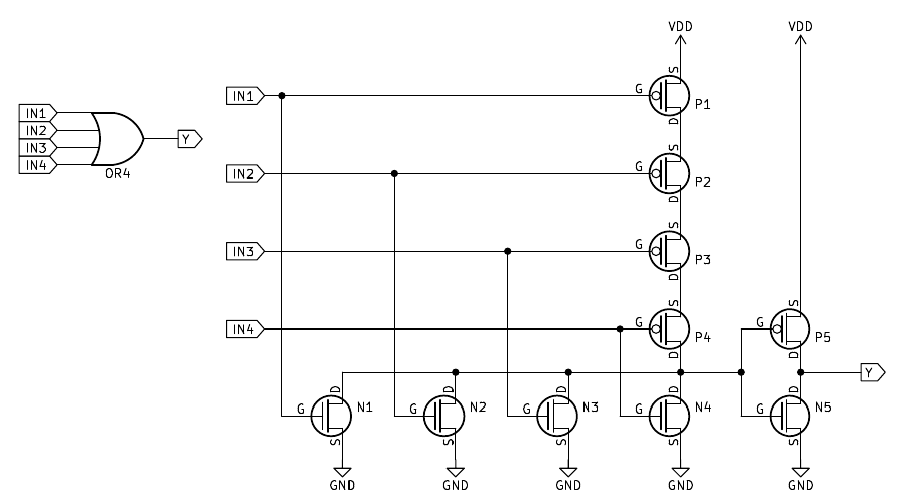 VDD VDD
S
IN1 G P1
D
IN1
IN2
IN3
IN4
Y
OR4
S
IN2 G P2
D
S
IN3 G P3
D
S S
IN4 G P4 G P5
D D
Y
D D D D D
G N1 G N2 G N3 G N4 G N5
S S S S S
GND GND GND GND GND